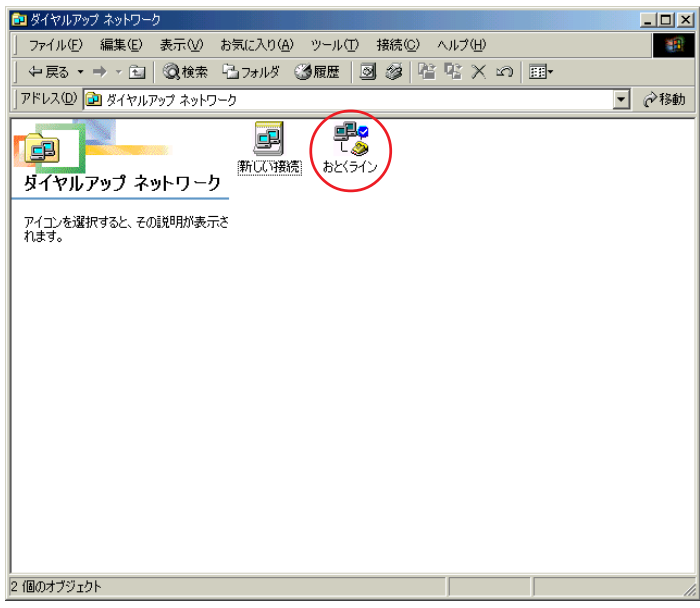 ダイヤルアップ ネットワーク
ファイル(F) 編集(E) 表示(V) お気に入り(A) ツール(T) 接続(C) ヘルプ(H)
戻る 検索 フォルダ 履歴
アドレス(D) ダイヤルアップ ネットワーク 移動
ダイヤルアップ ネットワーク
アイコンを選択すると、その説明が表示さ
れます。
新しい接続 おとくライン
2 個のオブジェクト